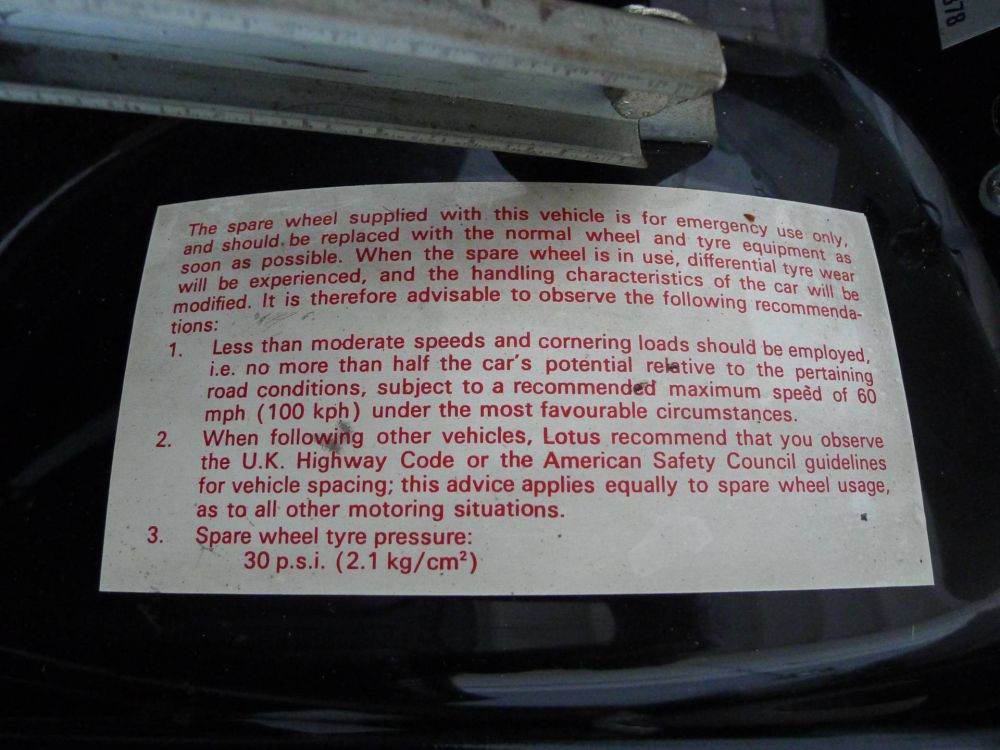 678
The spare wheel supplied with this vehicle is for emergency use only,
and should be replaced with the normal wheel and tyre equipment as
soon as possible. When the spare wheel is in use, differential tyre wear
will be experienced, and the handling characteristics of the car will be
modified. It is therefore advisable to observe the following recommenda-
tions:
1. Less than moderate speeds and cornering loads should be employed,
i.e. no more than half the car's potential relative to the pertaining
road conditions, subject to a recommended maximum speed of 60
mph (100 kph) under the most favourable circumstances.
2. When following other vehicles, Lotus recommend that you observe
the U.K. Highway Code or the American Safety Council guidelines
for vehicle spacing; this advice applies equally to spare wheel usage,
as to all other motoring situations.
3. Spare wheel tyre pressure:
30 p.s.i. (2.1 kg/cm²)